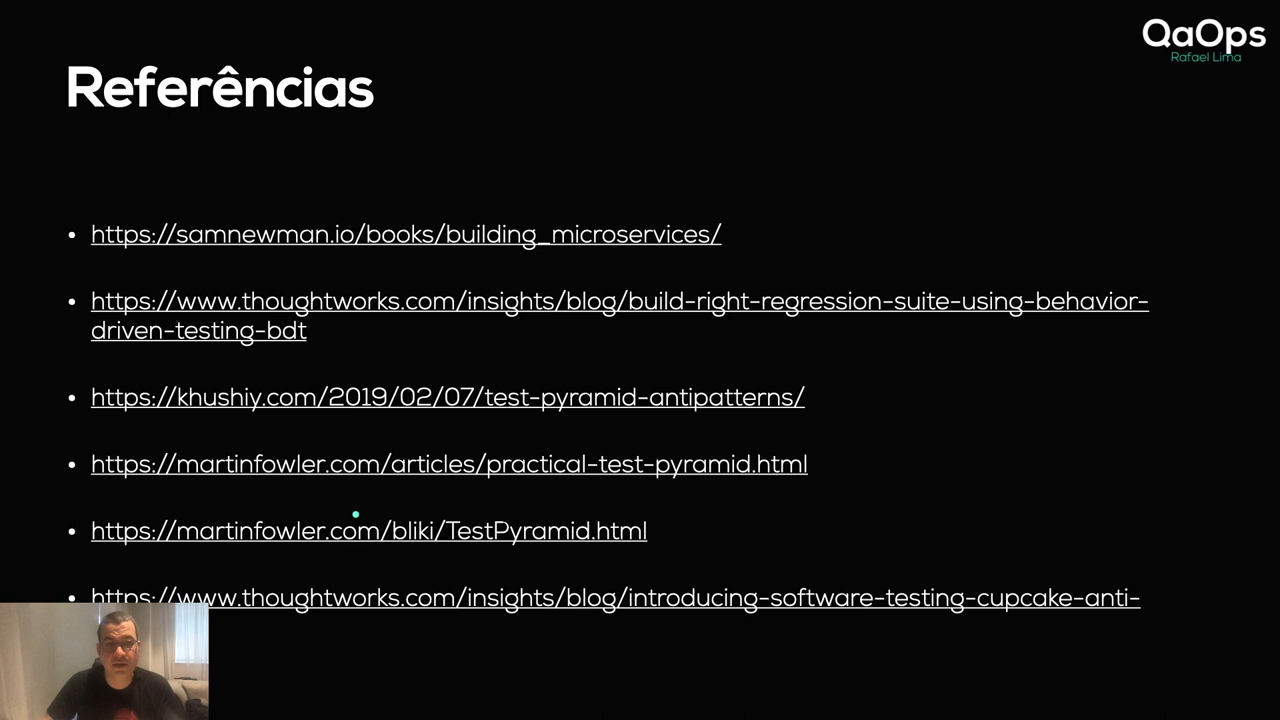 QaOps
Rafael Lima
Referências
• https://samnewman.io/books/building_microservices/
• https://www.thoughtworks.com/insights/blog/build-right-regression-suite-using-behavior-
driven-testing-bdt
• https://khushiy.com/2019/02/07/test-pyramid-antipatterns/
• https://martinfowler.com/articles/practical-test-pyramid.html
• https://martinfowler.com/bliki/TestPyramid.html
• https://www.thoughtworks.com/insights/blog/introducing-software-testing-cupcake-anti-